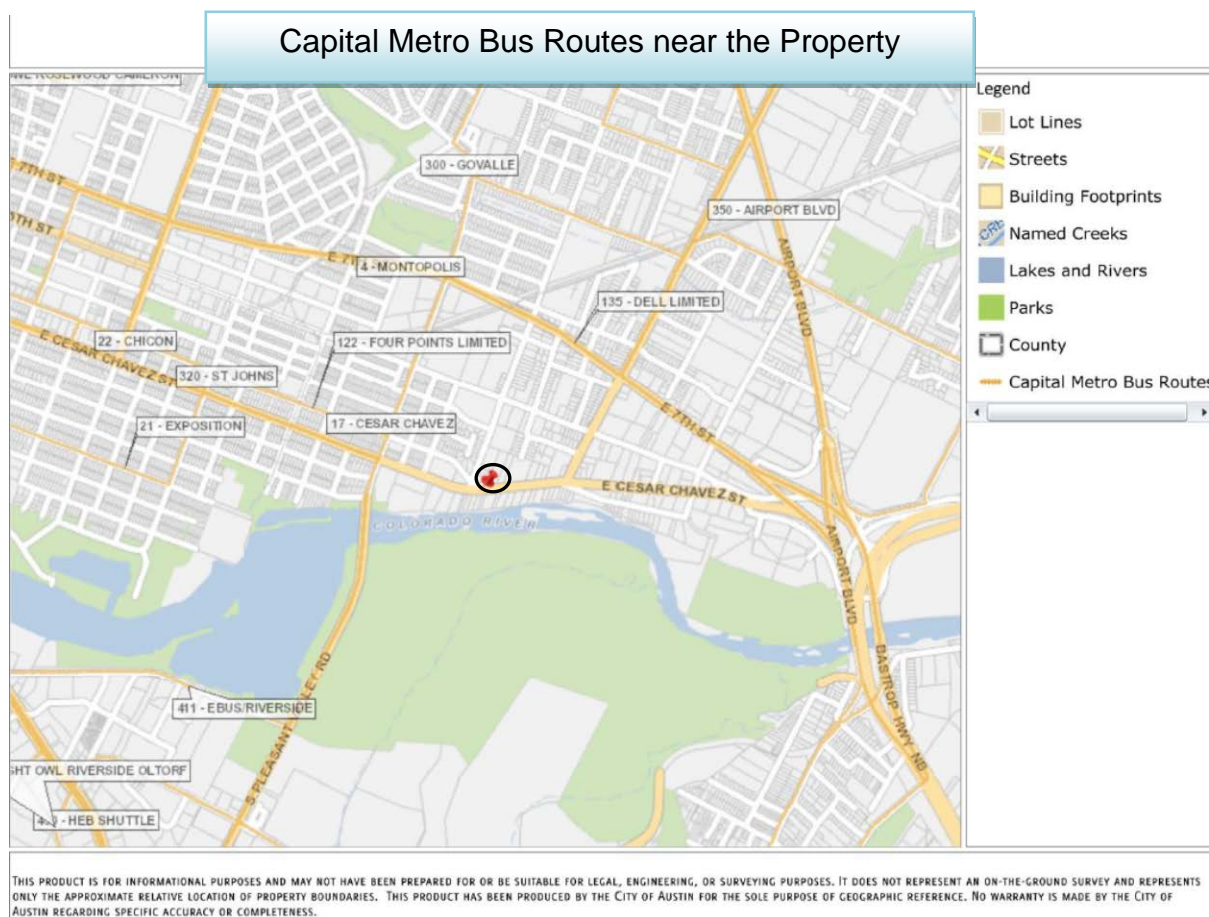 Capital Metro Bus Routes near the Property
OWL ROSEWOOD CAMERON
300 - GOVALLE
350 - AIRPORT BLVD
E 7TH ST
AIRPORT BLVD
ST
E 7TH
4 - MONTOPOLIS
135 - DELL LIMITED
22 - CHICON
122 - FOUR POINTS LIMITED
E CESAR CHAVEZ ST
320 - ST JOHNS
E 7TH ST
21 - EXPOSITION
17 - CESAR CHAVEZ
E CESAR CHAVEZ ST
COLORADO RIVER
AIRPORT BLVD
BASTROP HWY NB
S PLEASANT VALLEY RD
411 - EBUS/RIVERSIDE
GHT OWL RIVERSIDE OLTORF
- HEB SHUTTLE
Legend
Lot Lines
Streets
Building Footprints
Named Creeks
Lakes and Rivers
Parks
County
Capital Metro Bus Routes
THIS PRODUCT IS FOR INFORMATIONAL PURPOSES AND MAY NOT HAVE BEEN PREPARED FOR OR BE SUITABLE FOR LEGAL, ENGINEERING, OR SURVEYING PURPOSES. IT DOES NOT REPRESENT AN ON-THE-GROUND SURVEY AND REPRESENTS
ONLY THE APPROXIMATE RELATIVE LOCATION OF PROPERTY BOUNDARIES. THIS PRODUCT HAS BEEN PRODUCED BY THE CITY OF AUSTIN FOR THE SOLE PURPOSE OF GEOGRAPHIC REFERENCE. NO WARRANTY IS MADE BY THE CITY OF
AUSTIN REGARDING SPECIFIC ACCURACY OR COMPLETENESS.